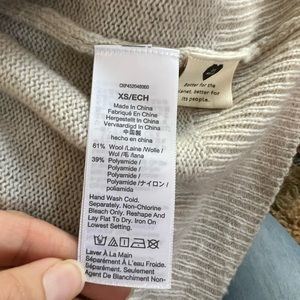 XS/ECH
Made In China
Fabriqué En Chine
Hergestellt In China
Vervaardigd In China
中国製
hecho en china
61% Wool /Laine /Wolle /
Wol /毛 /lana
39% Polyamide /
Polyamide /
Polyamid /
Polyamide /ナイロン /
poliamida
Hand Wash Cold.
Separately. Non-Chlorine
Bleach Only. Reshape And
Lay Flat To Dry. Iron On
Lowest Setting.
Laver À La Main
Séparément À L'eau Froide.
Séparément. Seulement
Agent De Blanchiment Non-
better for the
planet, better for
its people.